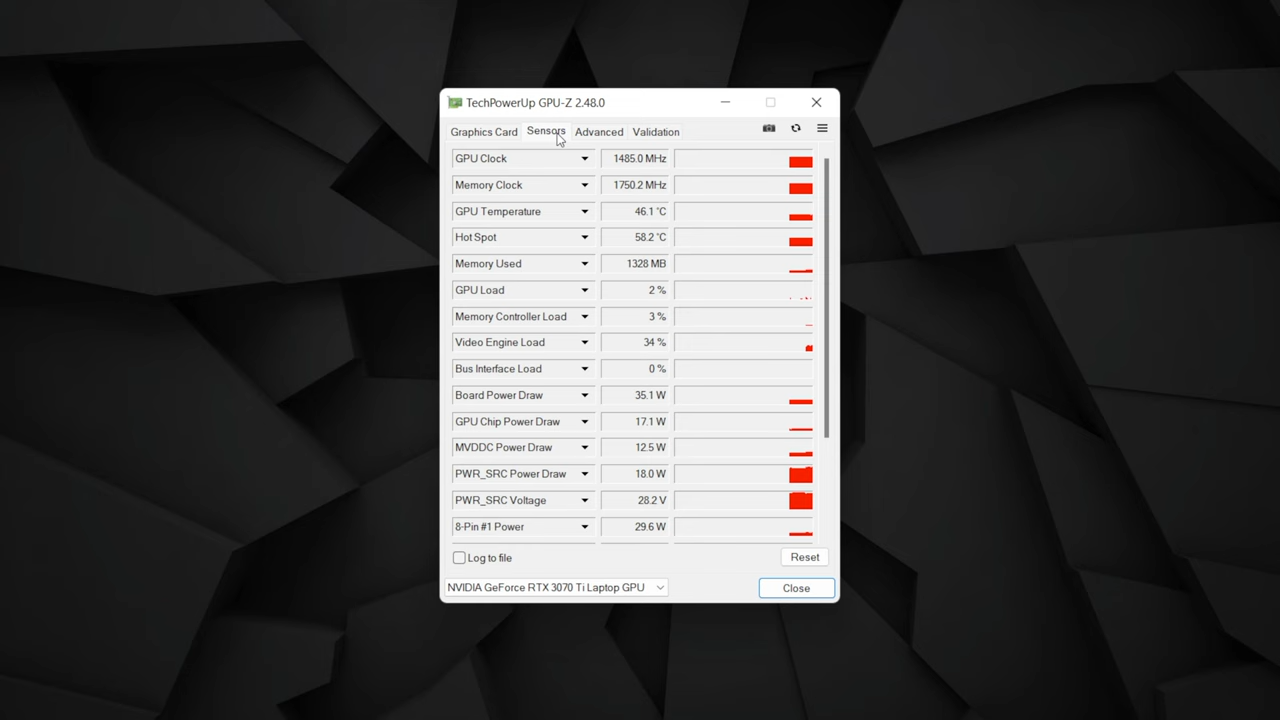 TechPowerUp GPU-Z 2.48.0
Graphics Card Sensors Advanced Validation
GPU Clock 1485.0 MHz
Memory Clock 1750.2 MHz
GPU Temperature 46.1 °C
Hot Spot 58.2 °C
Memory Used 1328 MB
GPU Load 2 %
Memory Controller Load 3 %
Video Engine Load 34 %
Bus Interface Load 0 %
Board Power Draw 35.1 W
GPU Chip Power Draw 17.1 W
MVDDC Power Draw 12.5 W
PWR_SRC Power Draw 18.0 W
PWR_SRC Voltage 28.2 V
8-Pin #1 Power 29.6 W
Log to file Reset
NVIDIA GeForce RTX 3070 Ti Laptop GPU Close